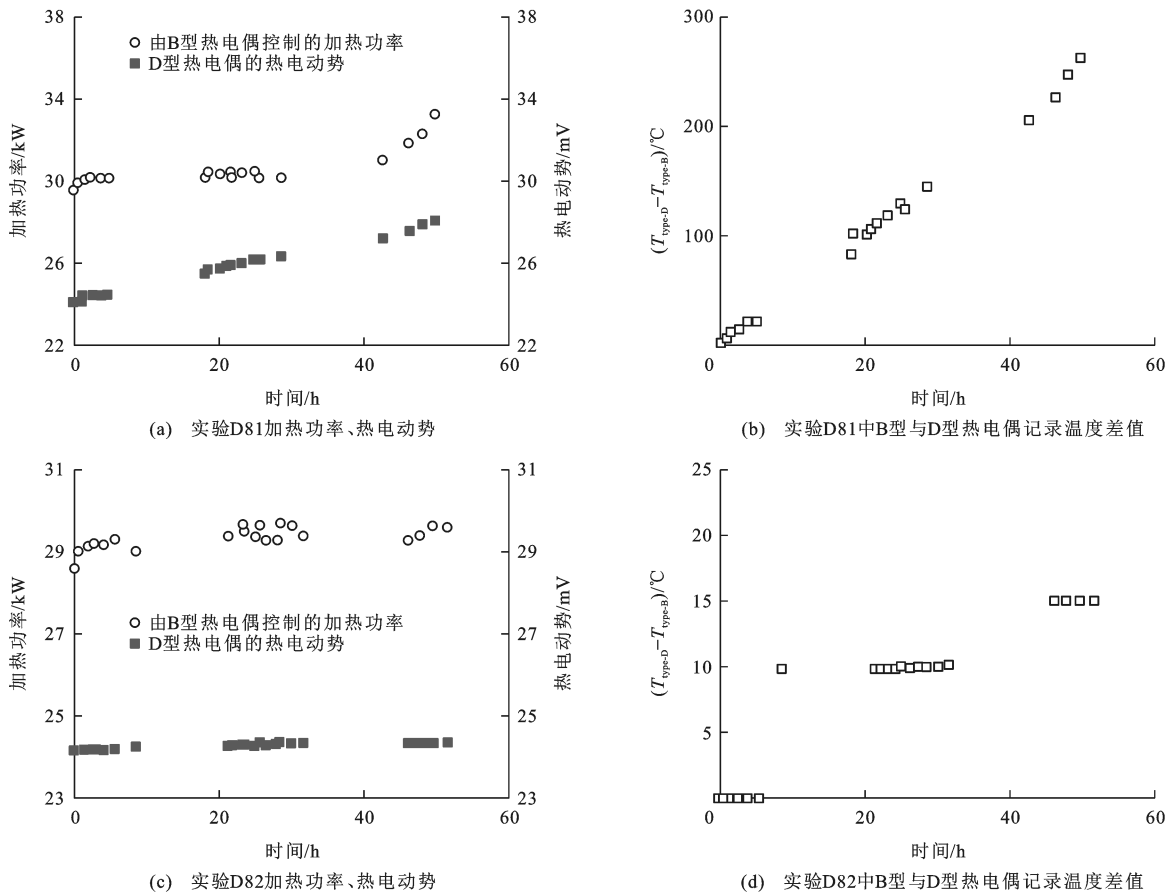 38
34
30
26
22
加热功率/kW
由B型热电偶控制的加热功率
D型热电偶的热电动势
38
34
30
26
22
热电动势/mV
0 20 40 60
时间/h
(a) 实验D81加热功率、热电动势
300
200
100
(Ttype-D−Ttype-B)/℃
0 20 40 60
时间/h
(b) 实验D81中B型与D型热电偶记录温度差值
31
29
27
25
23
加热功率/kW
由B型热电偶控制的加热功率
D型热电偶的热电动势
31
29
27
25
23
热电动势/mV
0 20 40 60
时间/h
(c) 实验D82加热功率、热电动势
25
20
15
10
5
(Ttype-D−Ttype-B)/℃
0 20 40 60
时间/h
(d) 实验D82中B型与D型热电偶记录温度差值